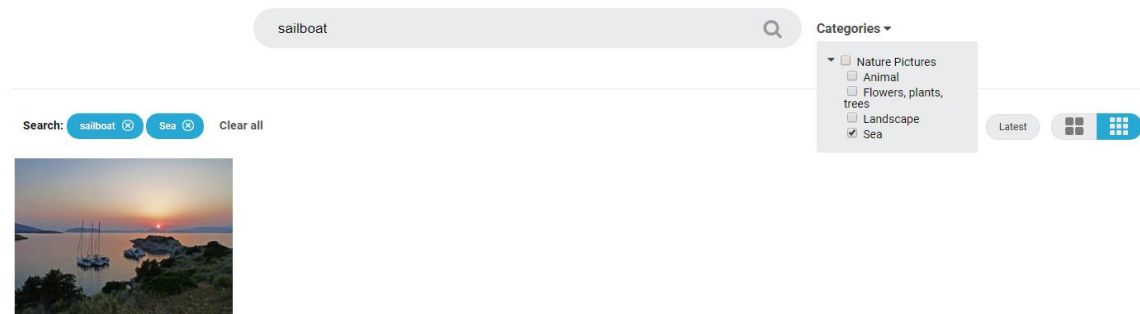 sailboat
Categories
Nature Pictures
Animal
Flowers, plants,
trees
Landscape
Sea
Search: sailboat Sea Clear all
Latest